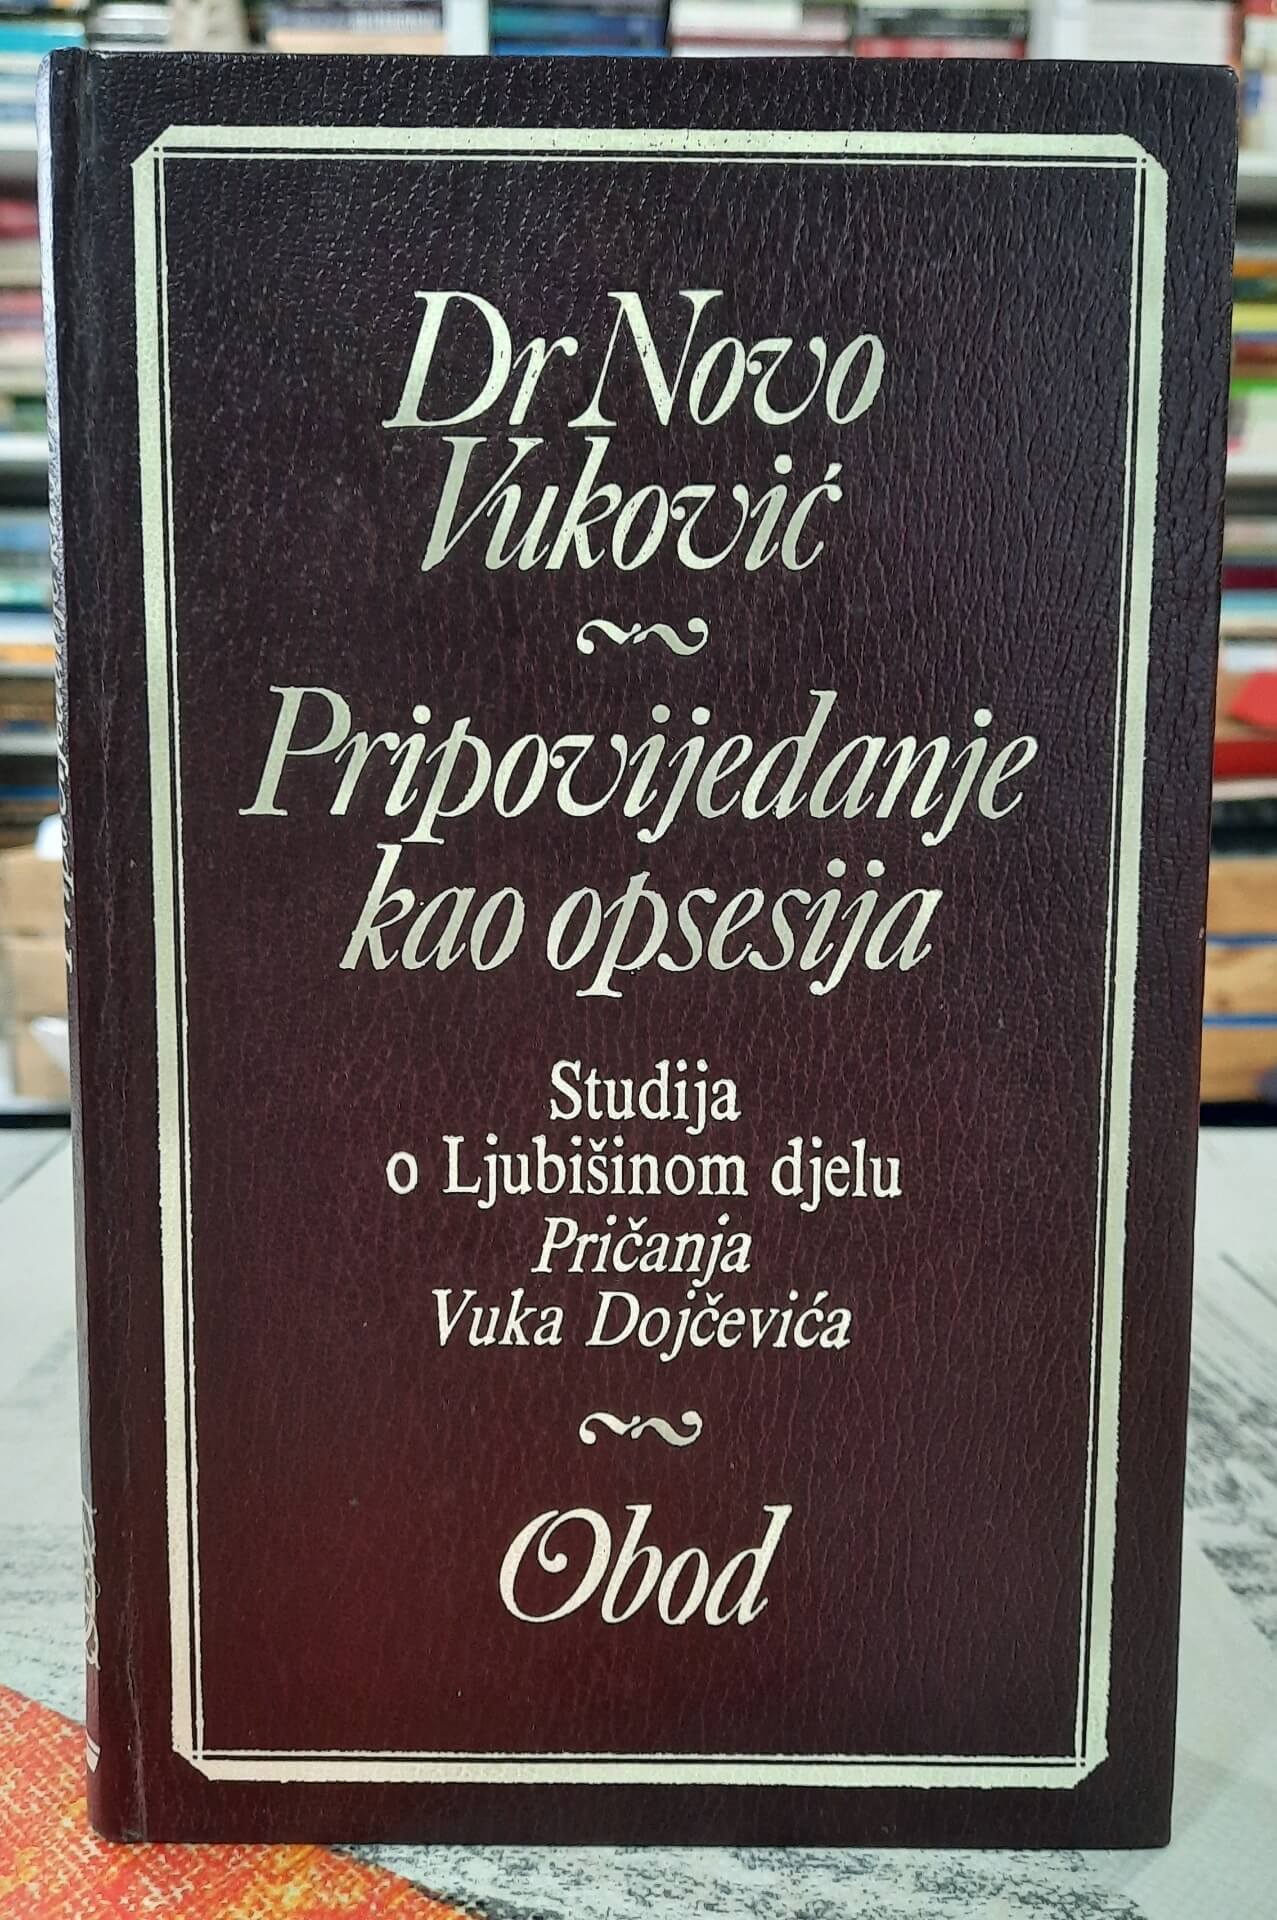 Dr Novo
Vuković
Pripovijedanje
kao opsesija
Studija
o Ljubišinom djelu
Pričanja
Vuka Dojčevića
Obod